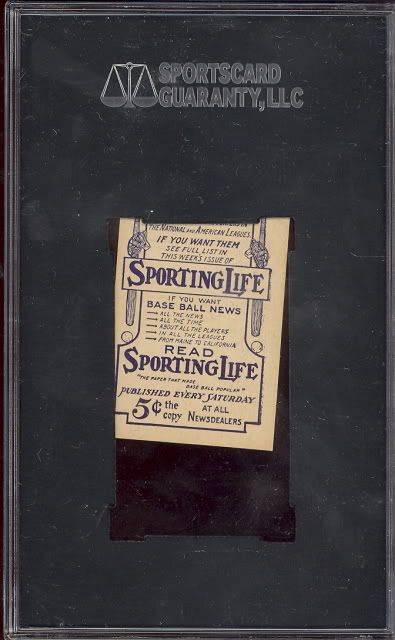 SPORTSCARD
GUARANTY, LLC
THE NATIONAL AND AMERICAN LEAGUES.
IF YOU WANT THEM
SEE FULL LIST IN
THIS WEEK'S ISSUE OF
SPORTING LIFE
IF YOU WANT
BASE BALL NEWS
ALL THE NEWS
ALL THE TIME
ABOUT ALL THE PLAYERS
IN ALL THE LEAGUES
FROM MAINE TO CALIFORNIA
READ
SPORTING LIFE
"THE PAPER THAT MADE
BASE BALL POPULAR"
PUBLISHED EVERY SATURDAY
5¢ the copy AT ALL NEWSDEALERS